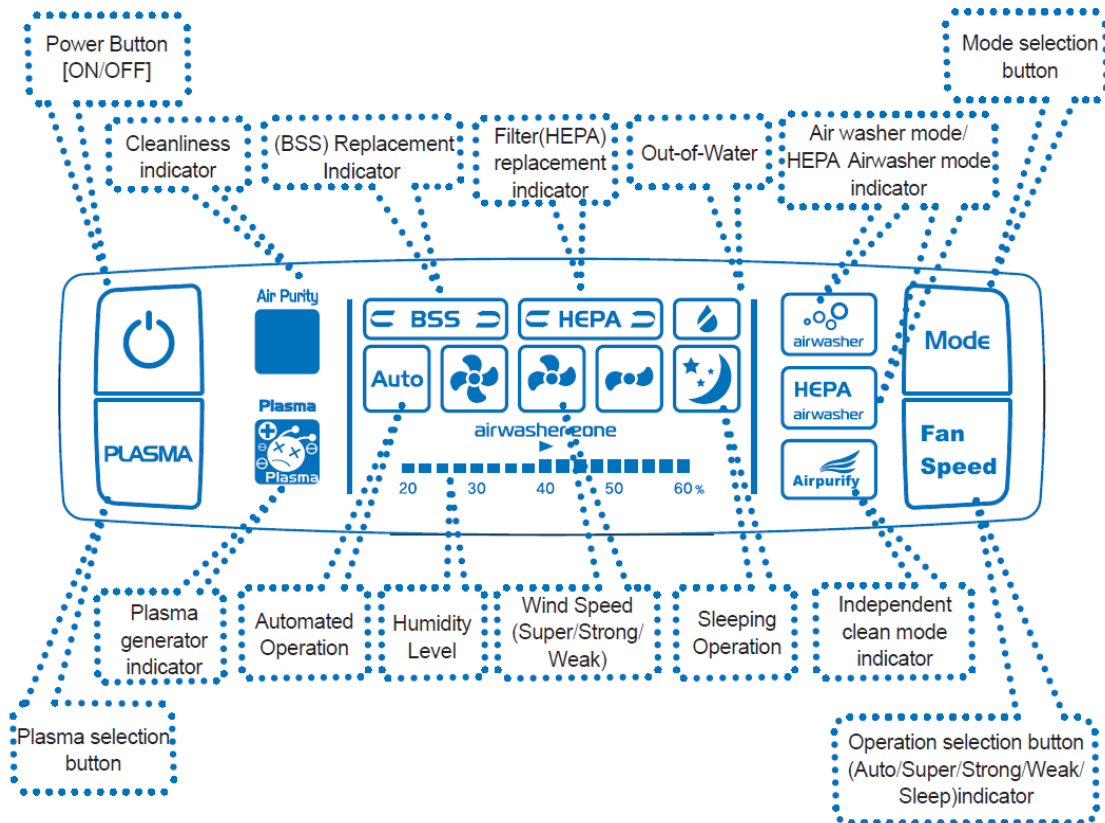 Power Button
[ON/OFF]
Mode selection
button
Cleanliness
indicator
(BSS) Replacement
Indicator
Filter(HEPA)
replacement
indicator
Out-of-Water
Air washer mode/
HEPA Airwasher mode
indicator
Air Purity
BSS
HEPA
airwasher
Mode
Auto
HEPA
airwasher
PLASMA
Plasma
Plasma
airwasher zone
20 30 40 50 60 %
Airpurify
Fan
Speed
Plasma
generator
indicator
Automated
Operation
Humidity
Level
Wind Speed
(Super/Strong/
Weak)
Sleeping
Operation
Independent
clean mode
indicator
Plasma selection
button
Operation selection button
(Auto/Super/Strong/Weak/
Sleep)indicator